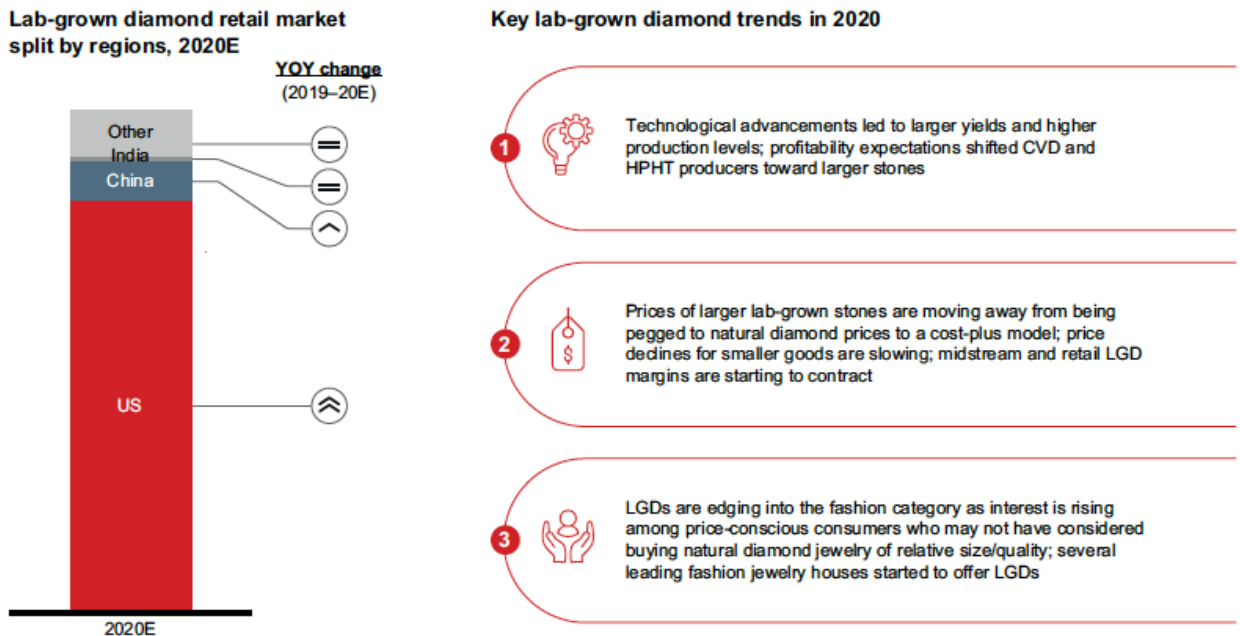 Lab-grown diamond retail market
split by regions, 2020E
YOY change
(2019–20E)
Other
India
China
US
2020E
Key lab-grown diamond trends in 2020
1
Technological advancements led to larger yields and higher
production levels; profitability expectations shifted CVD and
HPHT producers toward larger stones
2
$
Prices of larger lab-grown stones are moving away from being
pegged to natural diamond prices to a cost-plus model; price
declines for smaller goods are slowing; midstream and retail LGD
margins are starting to contract
3
LGDs are edging into the fashion category as interest is rising
among price-conscious consumers who may not have considered
buying natural diamond jewelry of relative size/quality; several
leading fashion jewelry houses started to offer LGDs